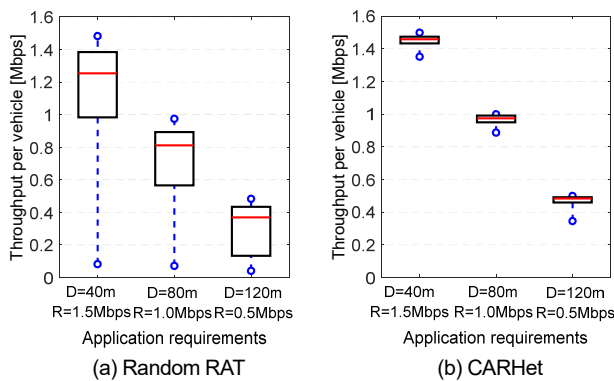 Throughput per vehicle [Mbps]
1.6
1.4
1.2
1
0.8
0.6
0.4
0.2
0
D=40m D=80m D=120m
R=1.5Mbps R=1.0Mbps R=0.5Mbps
Application requirements
(a) Random RAT
Throughput per vehicle [Mbps]
1.6
1.4
1.2
1
0.8
0.6
0.4
0.2
0
D=40m D=80m D=120m
R=1.5Mbps R=1.0Mbps R=0.5Mbps
Application requirements
(b) CARHet